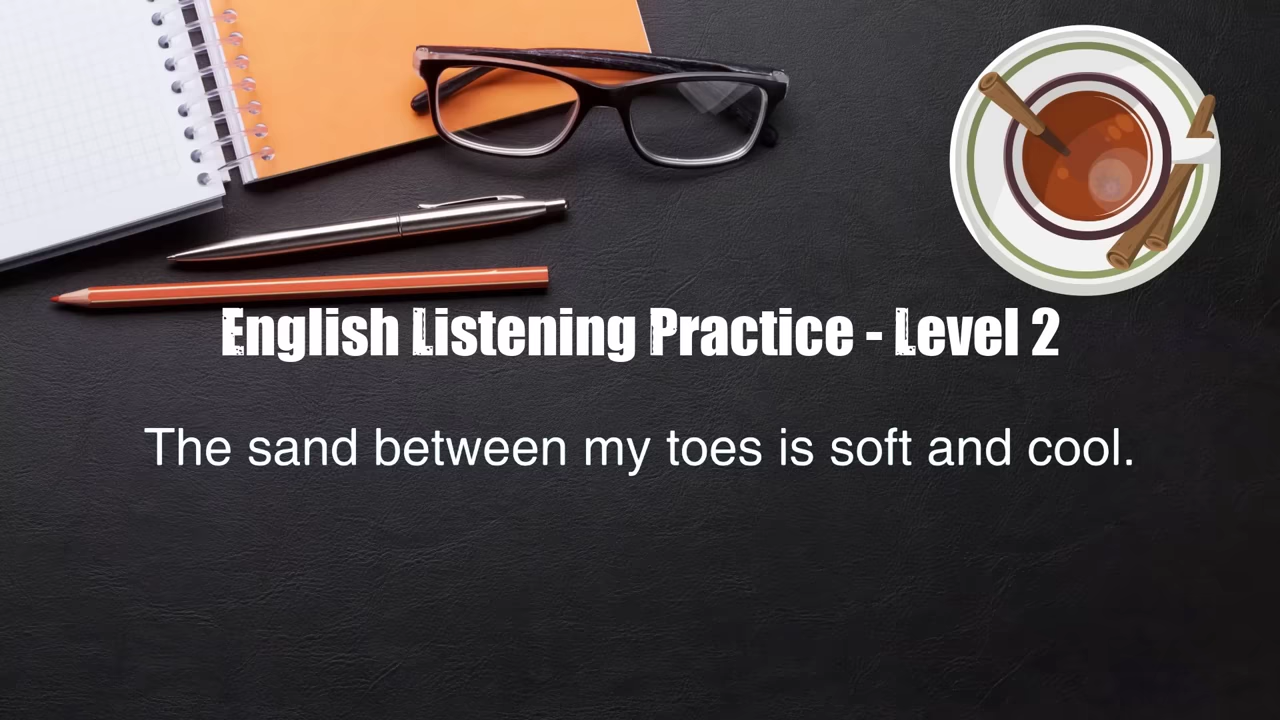 English Listening Practice - Level 2
The sand between my toes is soft and cool.